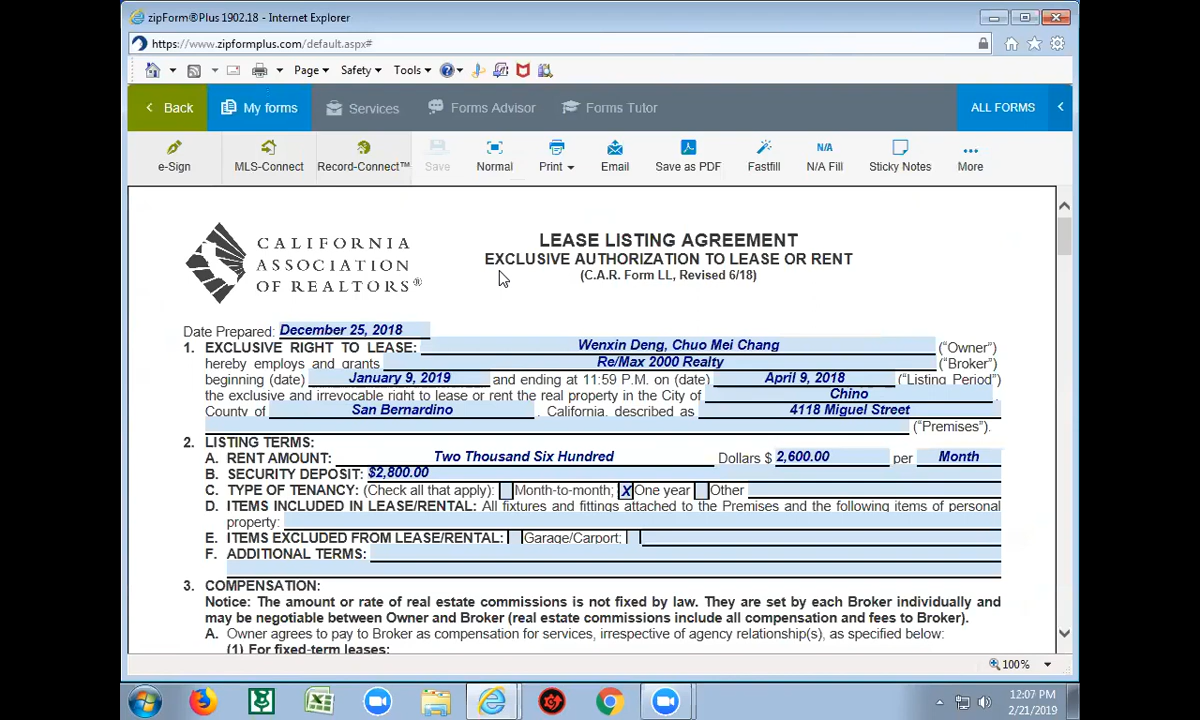 zipForm®Plus 1902.18 - Internet Explorer
https://www.zipformplus.com/default.aspx#
Page Safety Tools
Back My forms Services Forms Advisor Forms Tutor ALL FORMS
e-Sign MLS-Connect Record-Connect™ Save Normal Print Email Save as PDF Fastfill N/A N/A Fill Sticky Notes More
CALIFORNIA
ASSOCIATION
OF REALTORS®
LEASE LISTING AGREEMENT
EXCLUSIVE AUTHORIZATION TO LEASE OR RENT
(C.A.R. Form LL, Revised 6/18)
Date Prepared: December 25, 2018
1. EXCLUSIVE RIGHT TO LEASE: Wenxin Deng, Chuo Mei Chang (“Owner”)
hereby employs and grants Re/Max 2000 Realty (“Broker”)
beginning (date) January 9, 2019 and ending at 11:59 P.M. on (date) April 9, 2018 (“Listing Period”)
the exclusive and irrevocable right to lease or rent the real property in the City of Chino ,
County of San Bernardino , California, described as 4118 Miguel Street
(“Premises”).
2. LISTING TERMS:
A. RENT AMOUNT: Two Thousand Six Hundred Dollars $ 2,600.00 per Month
B. SECURITY DEPOSIT: $2,800.00
C. TYPE OF TENANCY: (Check all that apply): Month-to-month; X One year Other
D. ITEMS INCLUDED IN LEASE/RENTAL: All fixtures and fittings attached to the Premises and the following items of personal
property:
E. ITEMS EXCLUDED FROM LEASE/RENTAL: Garage/Carport;
F. ADDITIONAL TERMS:
3. COMPENSATION:
Notice: The amount or rate of real estate commissions is not fixed by law. They are set by each Broker individually and
may be negotiable between Owner and Broker (real estate commissions include all compensation and fees to Broker).
A. Owner agrees to pay to Broker as compensation for services, irrespective of agency relationship(s), as specified below:
(1) For fixed-term leases:
100%
12:07 PM
2/21/2019